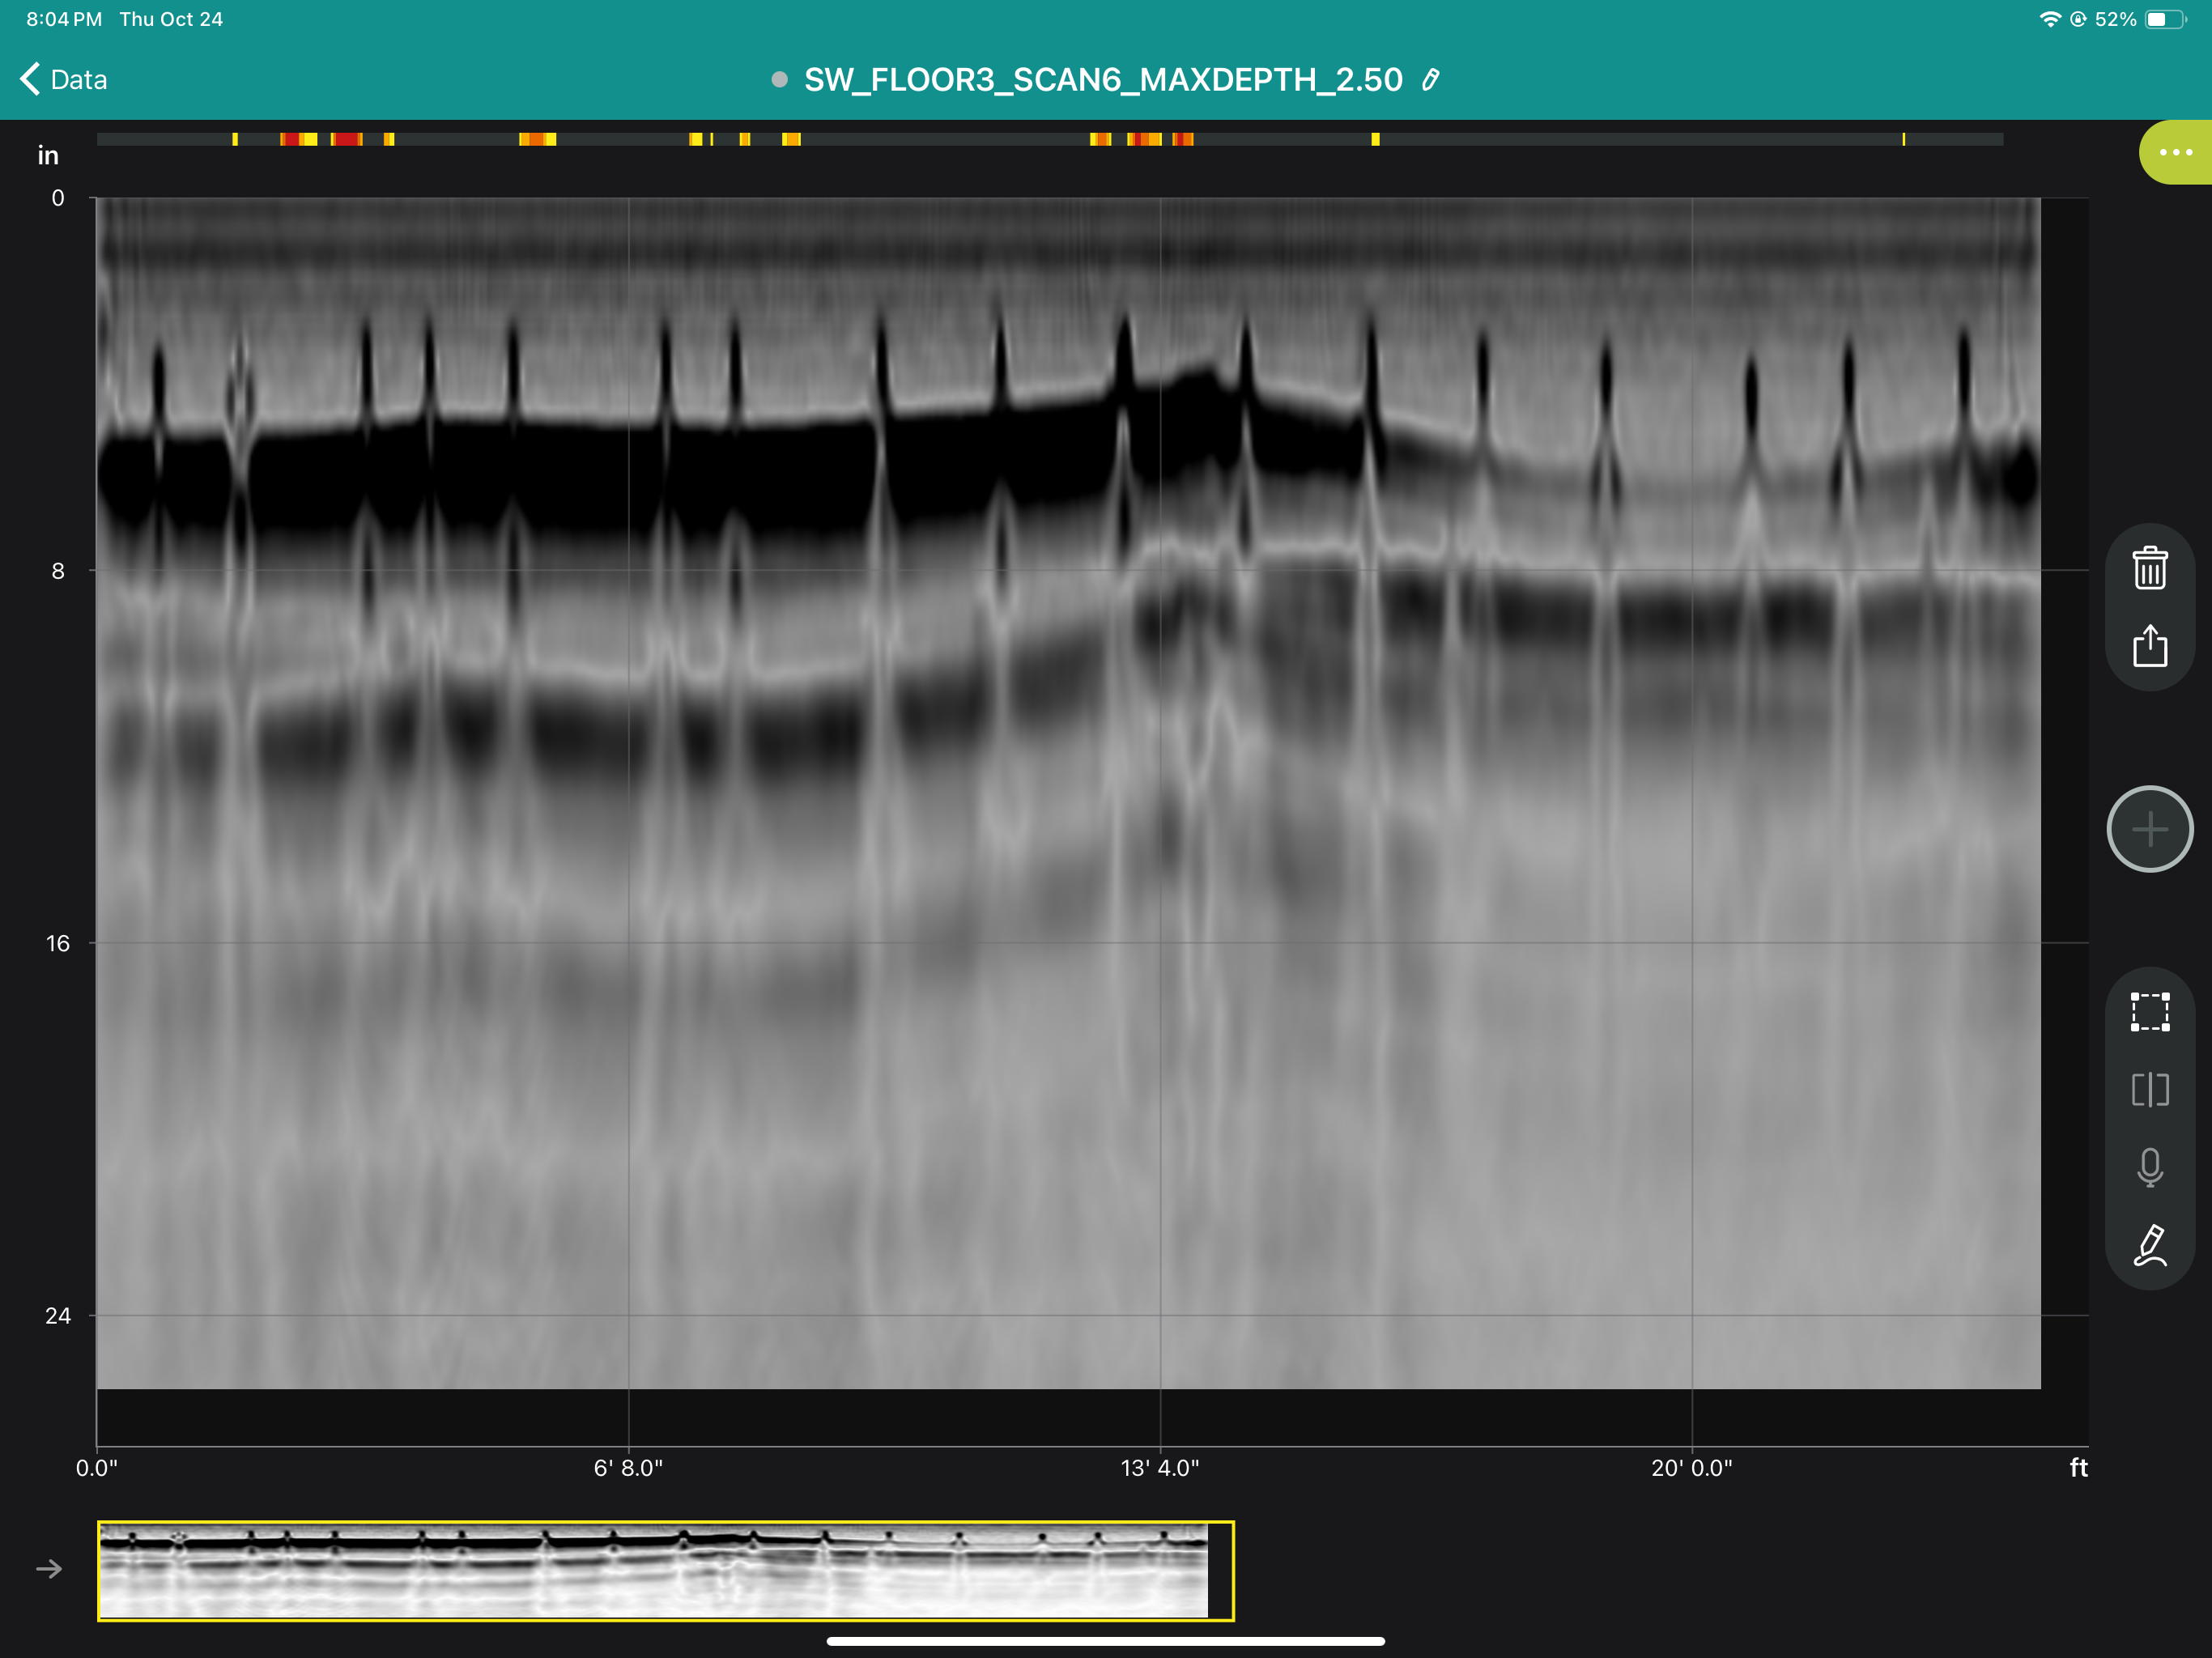 8:04 PM Thu Oct 24
52%
Data
SW_FLOOR3_SCAN6_MAXDEPTH_2.50
in
0
8
16
24
0.0" 6' 8.0" 13' 4.0" 20' 0.0" ft